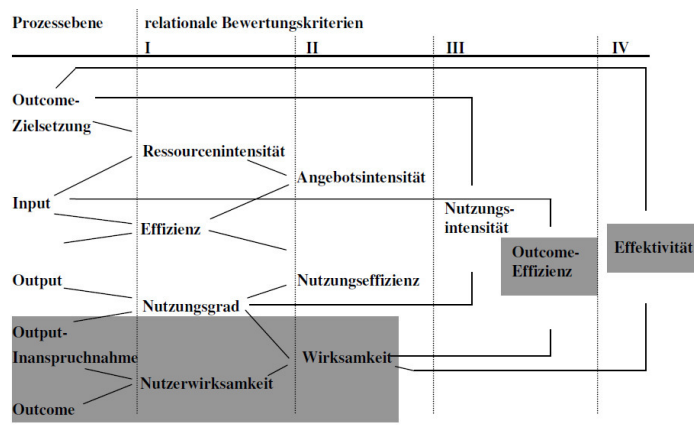 Prozessebene relationale Bewertungskriterien
I II III IV
Outcome-
Zielsetzung
Ressourcenintensität
Angebotsintensität
Input
Nutzungs-
intensität
Effizienz
Outcome-
Effizienz
Effektivität
Output
Nutzungseffizienz
Nutzungsgrad
Output-
Inanspruchnahme
Wirksamkeit
Nutzerwirksamkeit
Outcome